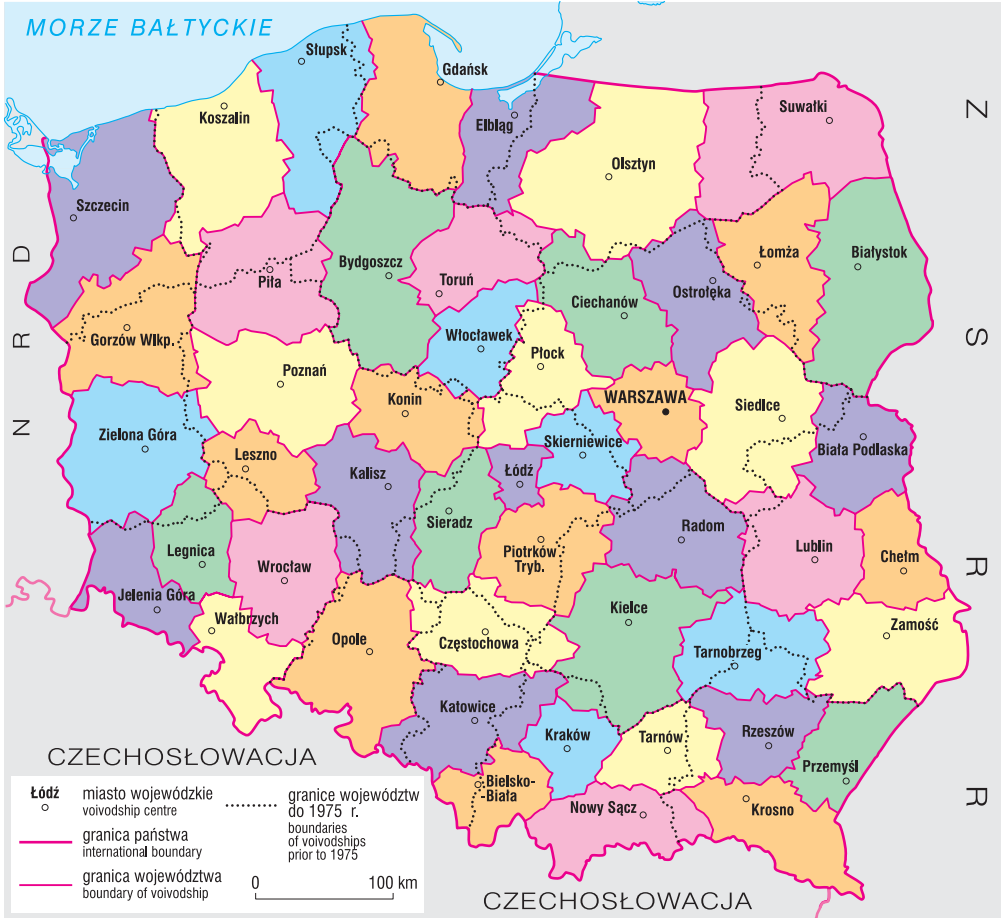 MORZE BAŁTYCKIE
Słupsk
Gdańsk
Koszalin
Elbląg
Suwałki
Olsztyn
Szczecin
Bydgoszcz
Piła
Toruń
Łomża
Białystok
Ostrołęka
Ciechanów
Gorzów Wlkp.
Włocławek
Płock
Poznań
Konin
WARSZAWA
Siedlce
Zielona Góra
Leszno
Kalisz
Łódź
Skierniewice
Biała Podlaska
Sieradz
Radom
Legnica
Wrocław
Piotrków
Tryb.
Lublin
Chełm
Jelenia Góra
Wałbrzych
Opole
Częstochowa
Kielce
Tarnobrzeg
Zamość
Katowice
Kraków
Tarnów
Rzeszów
Przemyśl
Bielsko-
-Biała
Nowy Sącz
Krosno
N R D
Z S R R
CZECHOSŁOWACJA
CZECHOSŁOWACJA
Łódź
miasto wojewódzkie
voivodship centre
granica państwa
international boundary
granica województwa
boundary of voivodship
granice województw
do 1975 r.
boundaries
of voivodships
prior to 1975
0 100 km